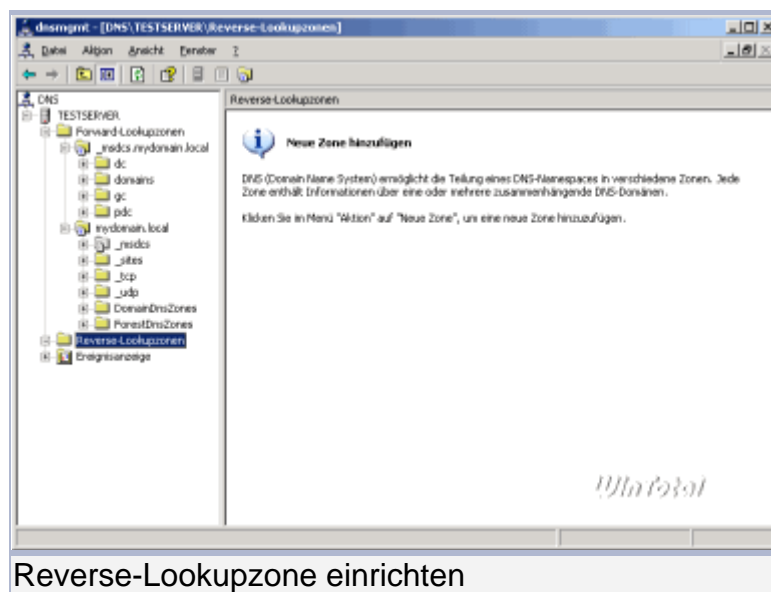 dnsmgmt - [DNS\TESTSERVER\Reverse-Lookupzonen]
Datei Aktion Ansicht Fenster ?
DNS
TESTSERVER
Forward-Lookupzonen
_msdcs.mydomain.local
dc
domains
gc
pdc
mydomain.local
_msdcs
_sites
_tcp
_udp
DomainDnsZones
ForestDnsZones
Reverse-Lookupzonen
Ereignisanzeige
Reverse-Lookupzonen
Neue Zone hinzufügen
DNS (Domain Name System) ermöglicht die Teilung eines DNS-Namespaces in verschiedene Zonen. Jede
Zone enthält Informationen über eine oder mehrere zusammenhängende DNS-Domänen.
Klicken Sie im Menü "Aktion" auf "Neue Zone", um eine neue Zone hinzuzufügen.
WinTotal
Reverse-Lookupzone einrichten